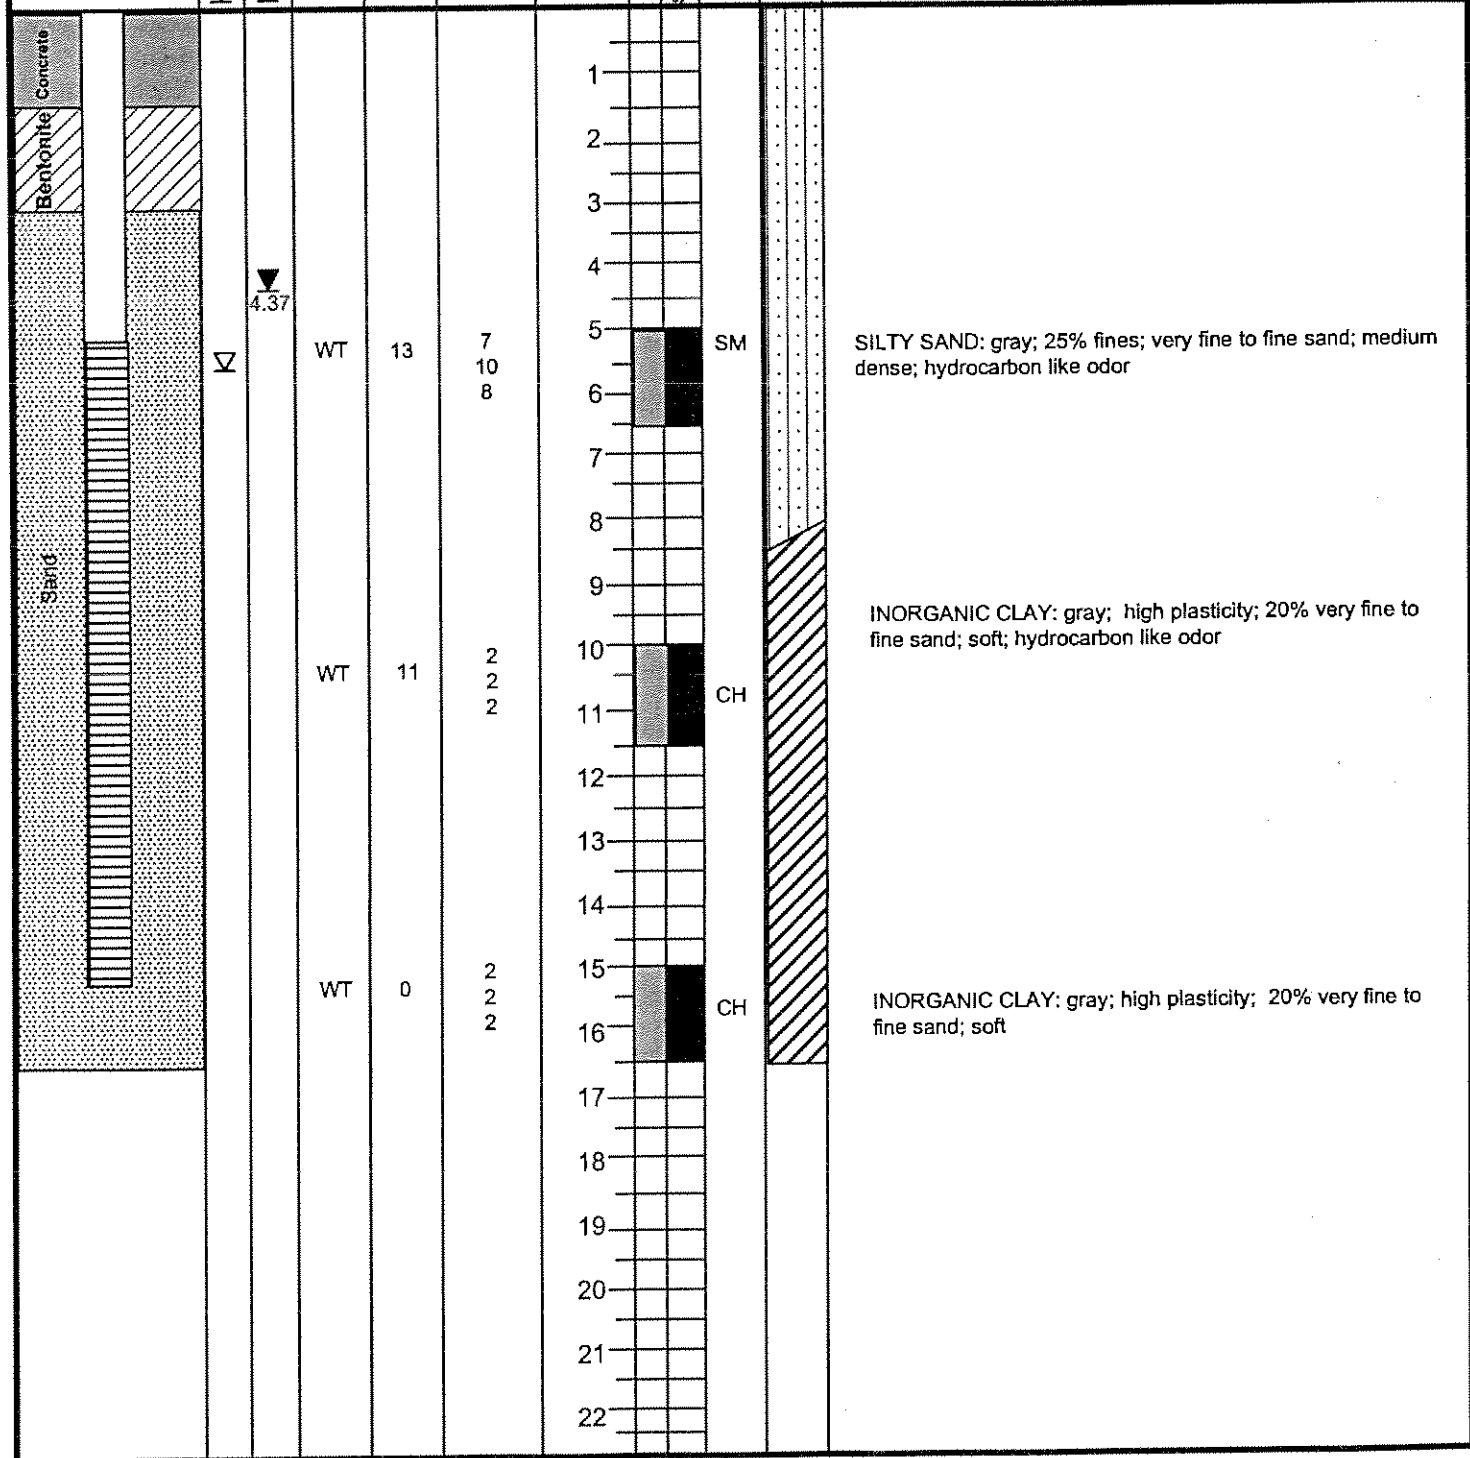 Concrete
1
2
Bentonite
3
4
4.37
5
WT 13 7 SM SILTY SAND: gray; 25% fines; very fine to fine sand; medium
10 dense; hydrocarbon like odor
8
6
7
8
Sand
9
INORGANIC CLAY: gray; high plasticity; 20% very fine to
fine sand; soft; hydrocarbon like odor
10
WT 11 2
2 CH
2
11
12
13
14
15
WT 0 2
2 CH INORGANIC CLAY: gray; high plasticity; 20% very fine to
2 fine sand; soft
16
17
18
19
20
21
22